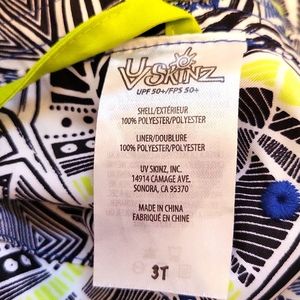 UV SKINZ
UPF 50+/FPS 50+
SHELL/EXTÉRIEUR
100% POLYESTER/POLYESTER
LINER/DOUBLURE
100% POLYESTER/POLYESTER
UV SKINZ, INC.
14914 CAMAGE AVE.
SONORA, CA 95370
MADE IN CHINA
FABRIQUÉ EN CHINE
3T